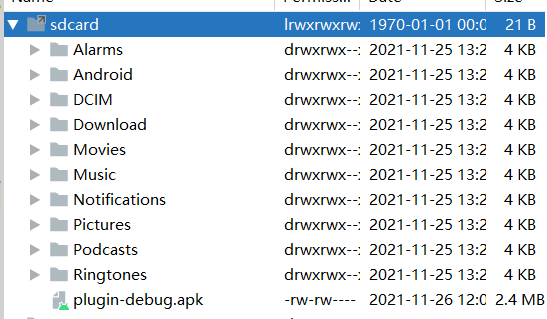 sdcard lrwxrwxrw: 1970-01-01 00:0 21 B
Alarms drwxrwx--: 2021-11-25 13:2 4 KB
Android drwxrwx--: 2021-11-25 13:2 4 KB
DCIM drwxrwx--: 2021-11-25 13:2 4 KB
Download drwxrwx--: 2021-11-25 13:2 4 KB
Movies drwxrwx--: 2021-11-25 13:2 4 KB
Music drwxrwx--: 2021-11-25 13:2 4 KB
Notifications drwxrwx--: 2021-11-25 13:2 4 KB
Pictures drwxrwx--: 2021-11-25 13:2 4 KB
Podcasts drwxrwx--: 2021-11-25 13:2 4 KB
Ringtones drwxrwx--: 2021-11-25 13:2 4 KB
plugin-debug.apk -rw-rw---- 2021-11-26 12:0 2.4 MB